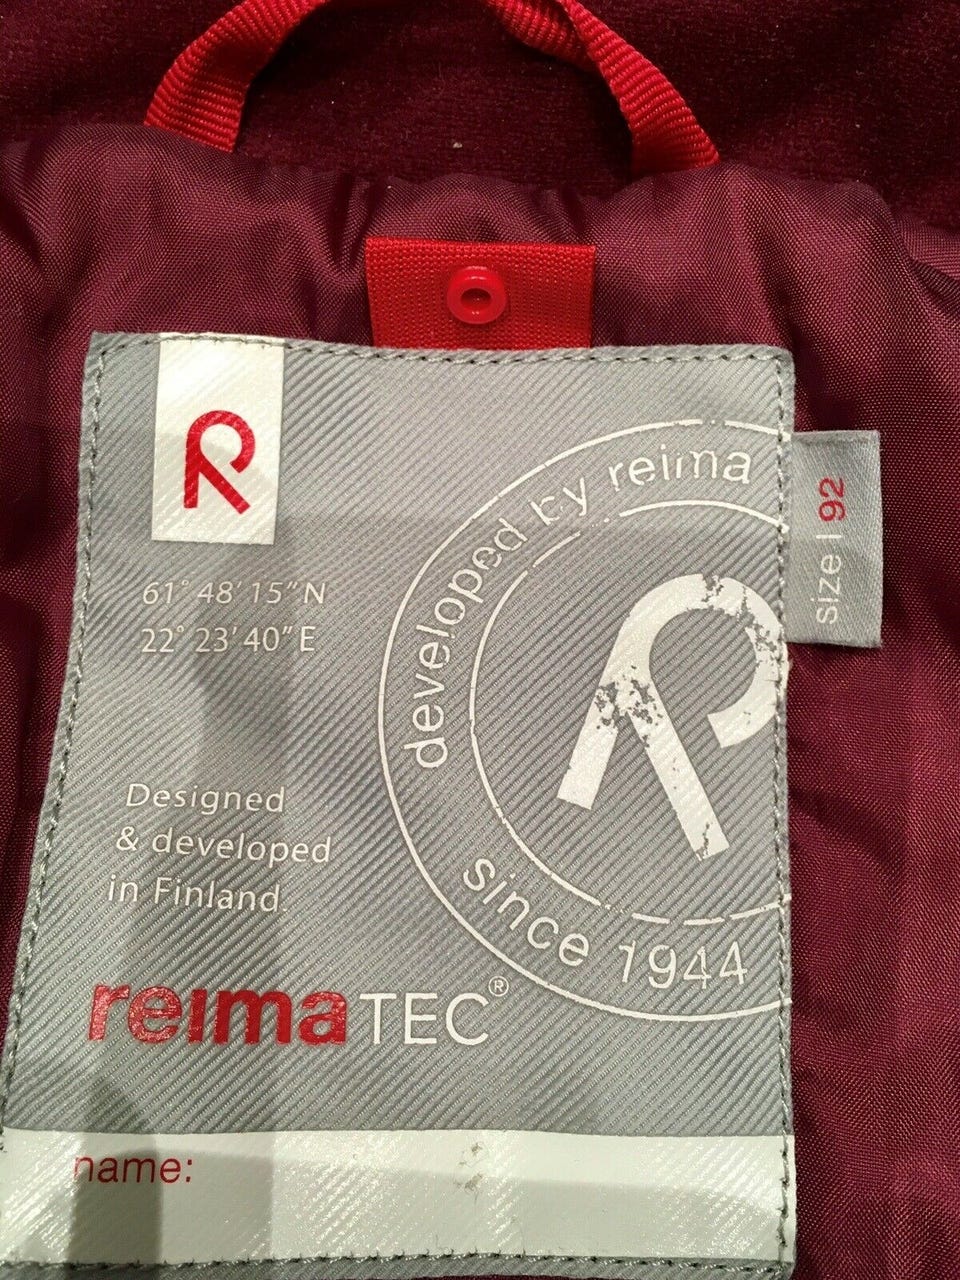 R
61° 48' 15" N
22° 23' 40" E
developed by reima
R
since 1944
size | 92
Designed
& developed
in Finland.
reimaTEC®
name: